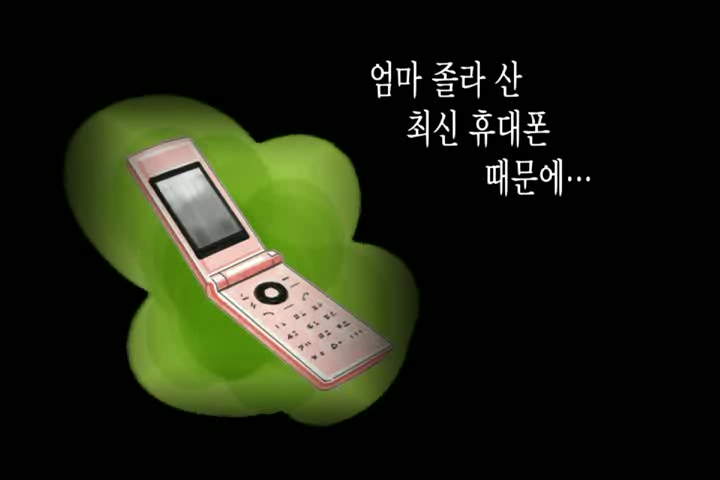 엄마 졸라 산
최신 휴대폰
때문에…